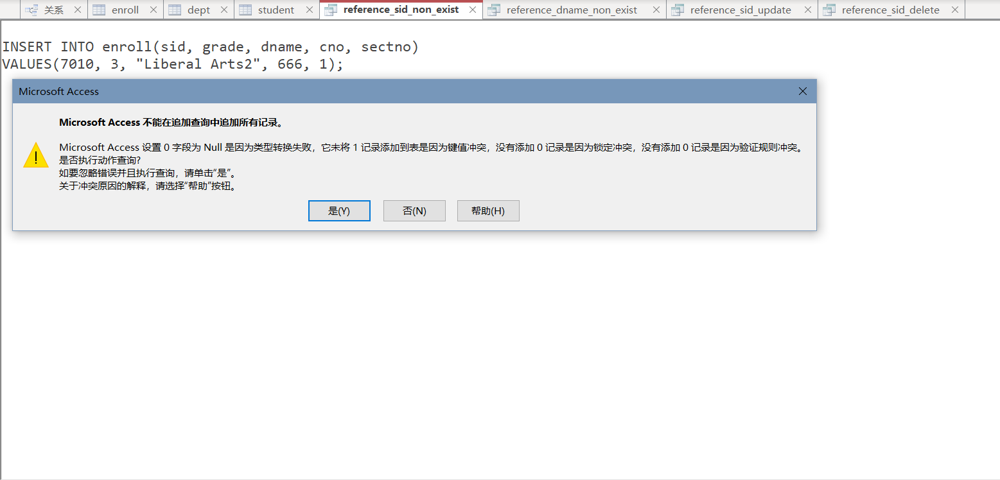 关系 enroll dept student reference_sid_non_exist reference_dname_non_exist reference_sid_update reference_sid_delete
INSERT INTO enroll(sid, grade, dname, cno, sectno)
VALUES(7010, 3, "Liberal Arts2", 666, 1);
Microsoft Access
Microsoft Access 不能在追加查询中追加所有记录。
Microsoft Access 设置 0 字段为 Null 是因为类型转换失败，它未将 1 记录添加到表是因为键值冲突，没有添加 0 记录是因为锁定冲突，没有添加 0 记录是因为验证规则冲突。
是否执行动作查询?
如要忽略错误并且执行查询，请单击“是”。
关于冲突原因的解释，请选择“帮助”按钮。
是(Y) 否(N) 帮助(H)